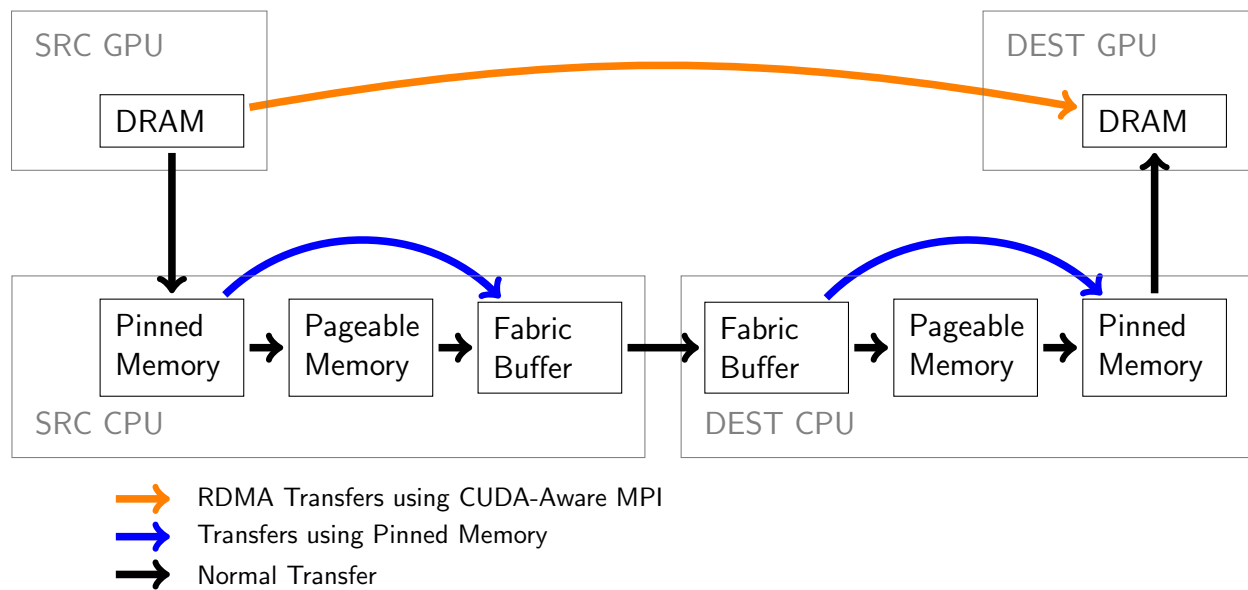 SRC GPU
DRAM
DEST GPU
DRAM
Pinned
Memory
Pageable
Memory
Fabric
Buffer
SRC CPU
Fabric
Buffer
Pageable
Memory
Pinned
Memory
DEST CPU
RDMA Transfers using CUDA-Aware MPI
Transfers using Pinned Memory
Normal Transfer